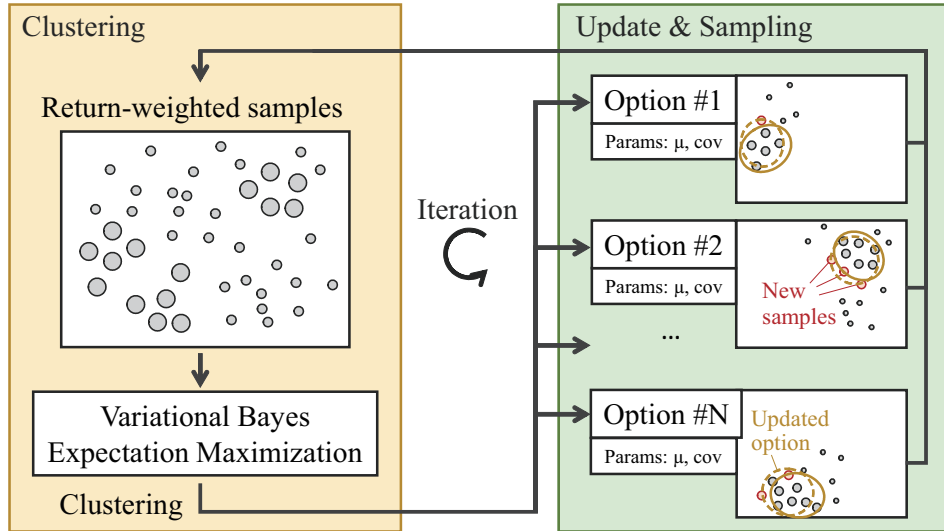 Clustering
Return-weighted samples
Variational Bayes
Expectation Maximization
Clustering
Iteration
Update & Sampling
Option #1
Params: μ, cov
Option #2
Params: μ, cov
New
samples
...
Option #N
Params: μ, cov
Updated
option